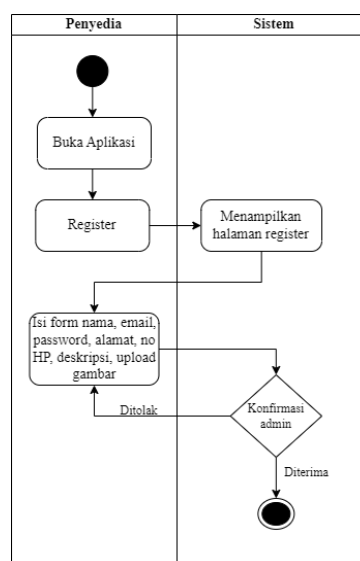 Penyedia
Sistem
Buka Aplikasi
Register
Menampilkan
halaman register
Isi form nama, email,
password, alamat, no
HP, deskripsi, upload
gambar
Konfirmasi
admin
Ditolak
Diterima